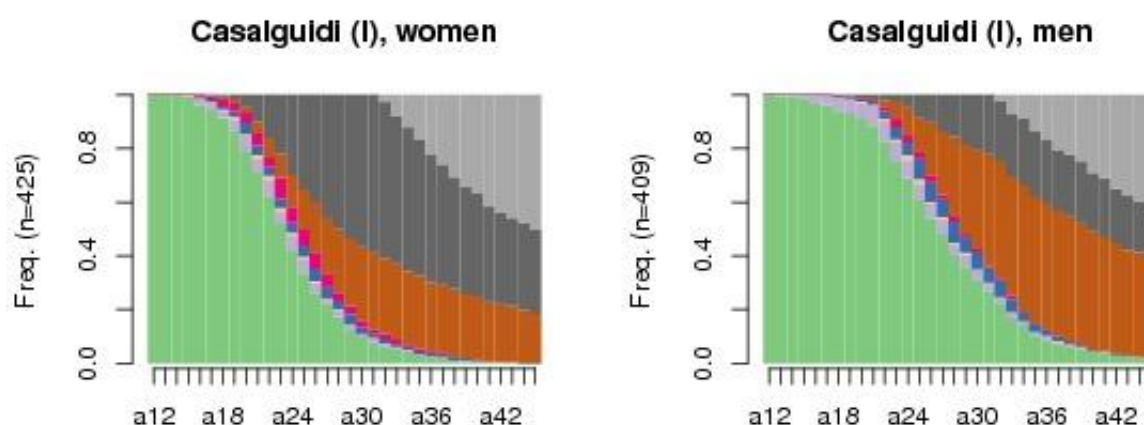 Casalguidi (I), women
Freq. (n=425)
0.0 0.4 0.8
a12 a18 a24 a30 a36 a42
Casalguidi (I), men
Freq. (n=409)
0.0 0.4 0.8
a12 a18 a24 a30 a36 a42